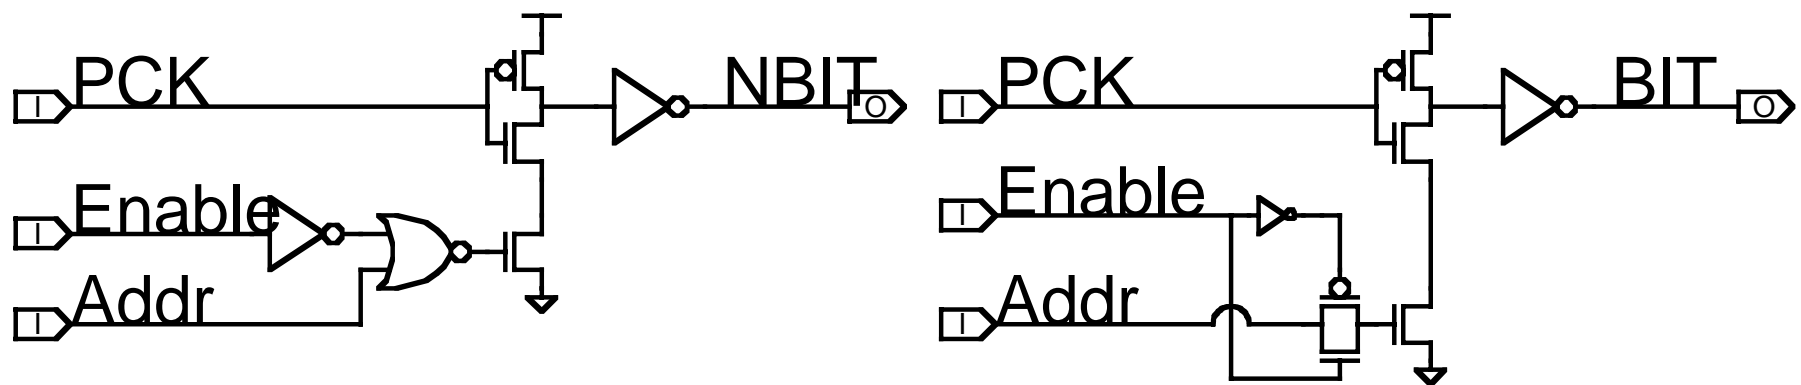 PCK
NBIT
I
O
Enable
I
Addr
I
PCK
BIT
I
O
Enable
I
Addr
I